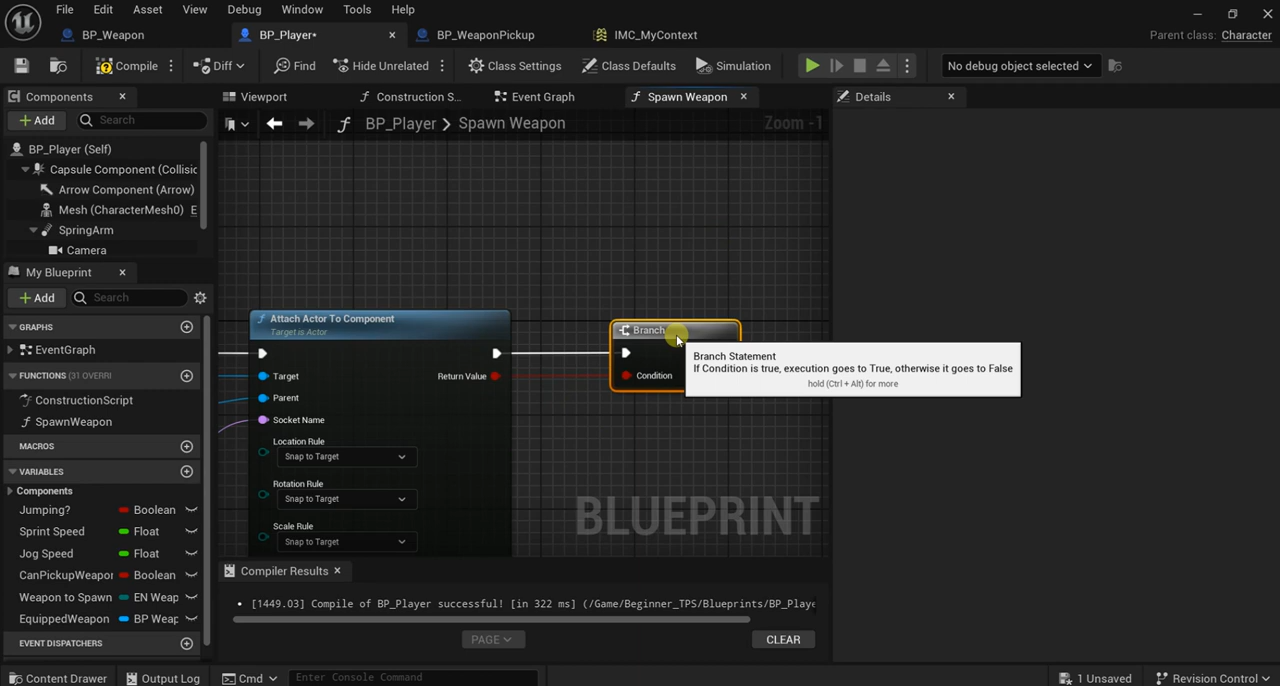 File Edit Asset View Debug Window Tools Help
BP_Weapon BP_Player* BP_WeaponPickup IMC_MyContext Parent class: Character
Compile Diff Find Hide Unrelated Class Settings Class Defaults Simulation No debug object selected
Components Viewport Construction S... Event Graph Spawn Weapon Details
Add Search
BP_Player Spawn Weapon Zoom -1
BP_Player (Self)
Capsule Component (Collisic
Arrow Component (Arrow)
Mesh (CharacterMesh0) E
SpringArm
Camera
My Blueprint
Add Search
GRAPHS
EventGraph
FUNCTIONS (31 OVERRI
ConstructionScript
SpawnWeapon
MACROS
VARIABLES
Components
Jumping? Boolean
Sprint Speed Float
Jog Speed Float
CanPickupWeapor Boolean
Weapon to Spawn EN Weap
EquippedWeapon BP Weap
EVENT DISPATCHERS
Attach Actor To Component
Target is Actor
Target Return Value
Parent
Socket Name
Location Rule
Snap to Target
Rotation Rule
Snap to Target
Scale Rule
Snap to Target
Branch
Condition
Branch Statement
If Condition is true, execution goes to True, otherwise it goes to False
hold (Ctrl + Alt) for more
BLUEPRINT
Compiler Results
[1449.03] Compile of BP_Player successful! [in 322 ms] (/Game/Beginner_TPS/Blueprints/BP_Playe
PAGE CLEAR
Content Drawer Output Log Cmd Enter Console Command 1 Unsaved Revision Control